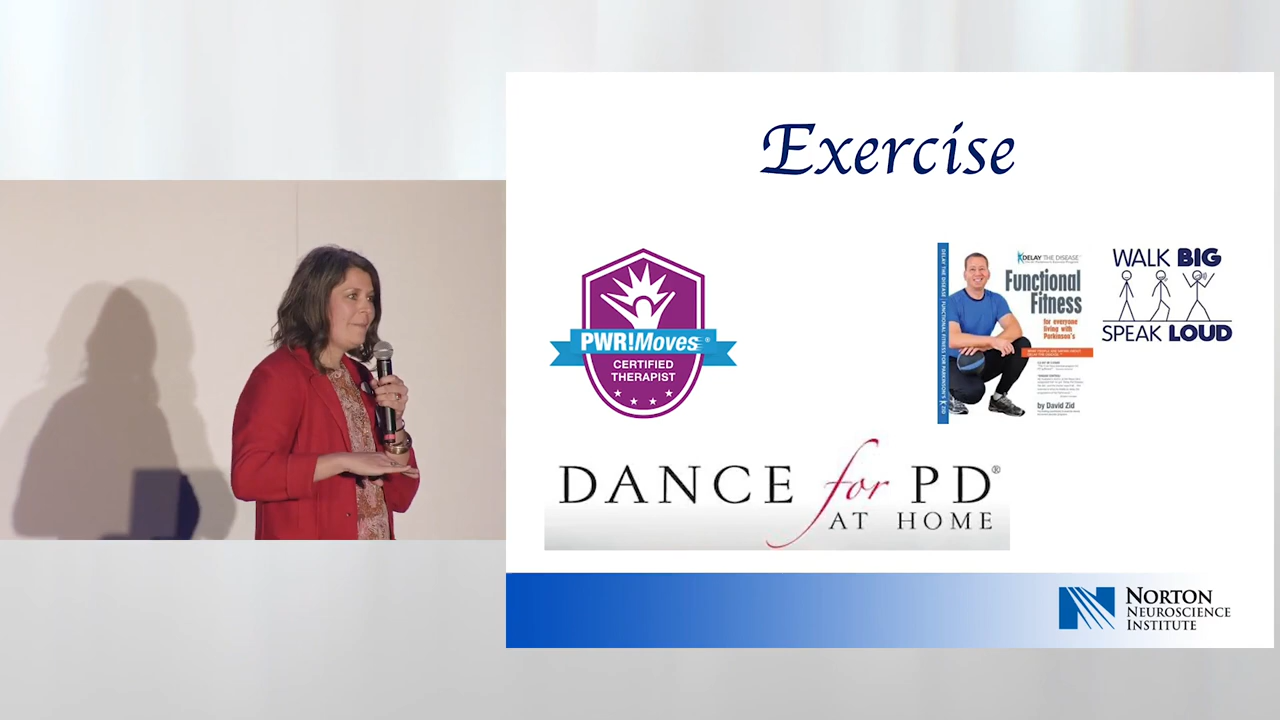 Exercise
PWR!Moves®
CERTIFIED
THERAPIST
DELAY THE DISEASE
Functional
Fitness
for everyone
living with
Parkinson's
by David Zid
WALK BIG
SPEAK LOUD
DANCE for PD®
AT HOME
NORTON
NEUROSCIENCE
INSTITUTE